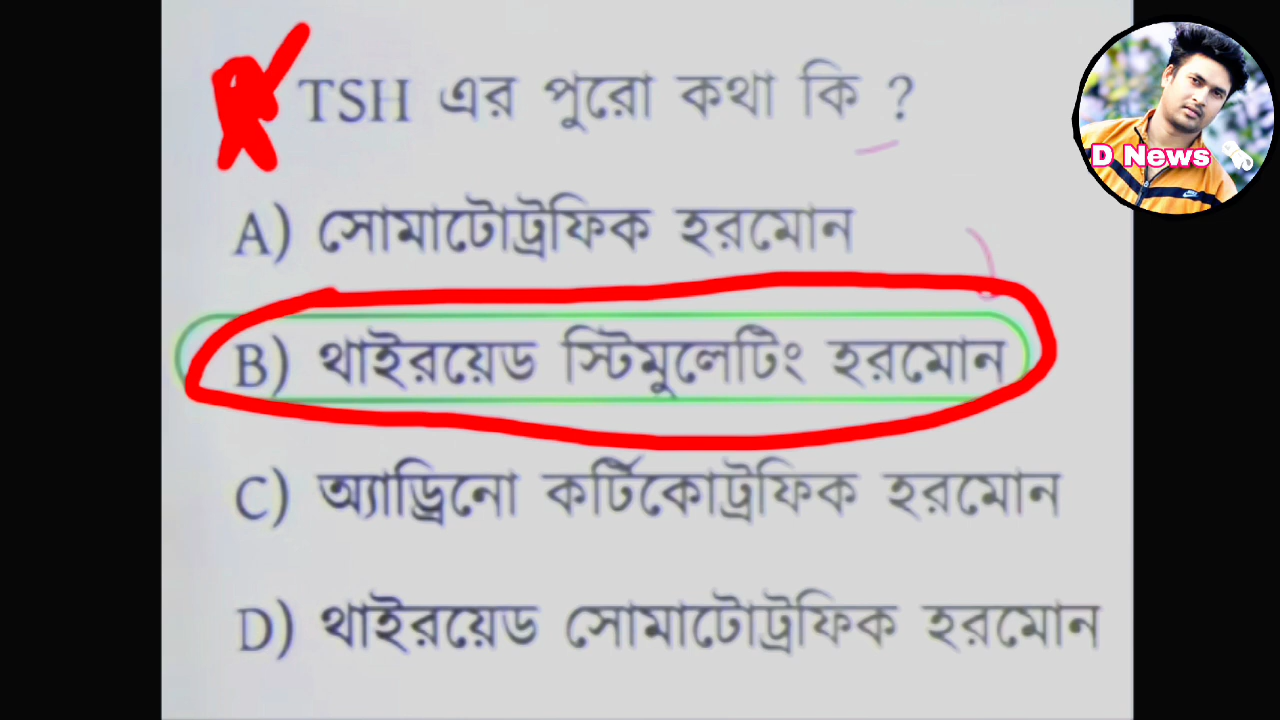 TSH এর পুরো কথা কি ?
A) সোমাটোট্রফিক হরমোন
B) থাইরয়েড স্টিমুলেটিং হরমোন
C) অ্যাড্রিনো কর্টিকোট্রফিক হরমোন
D) থাইরয়েড সোমাটোট্রফিক হরমোন
D News